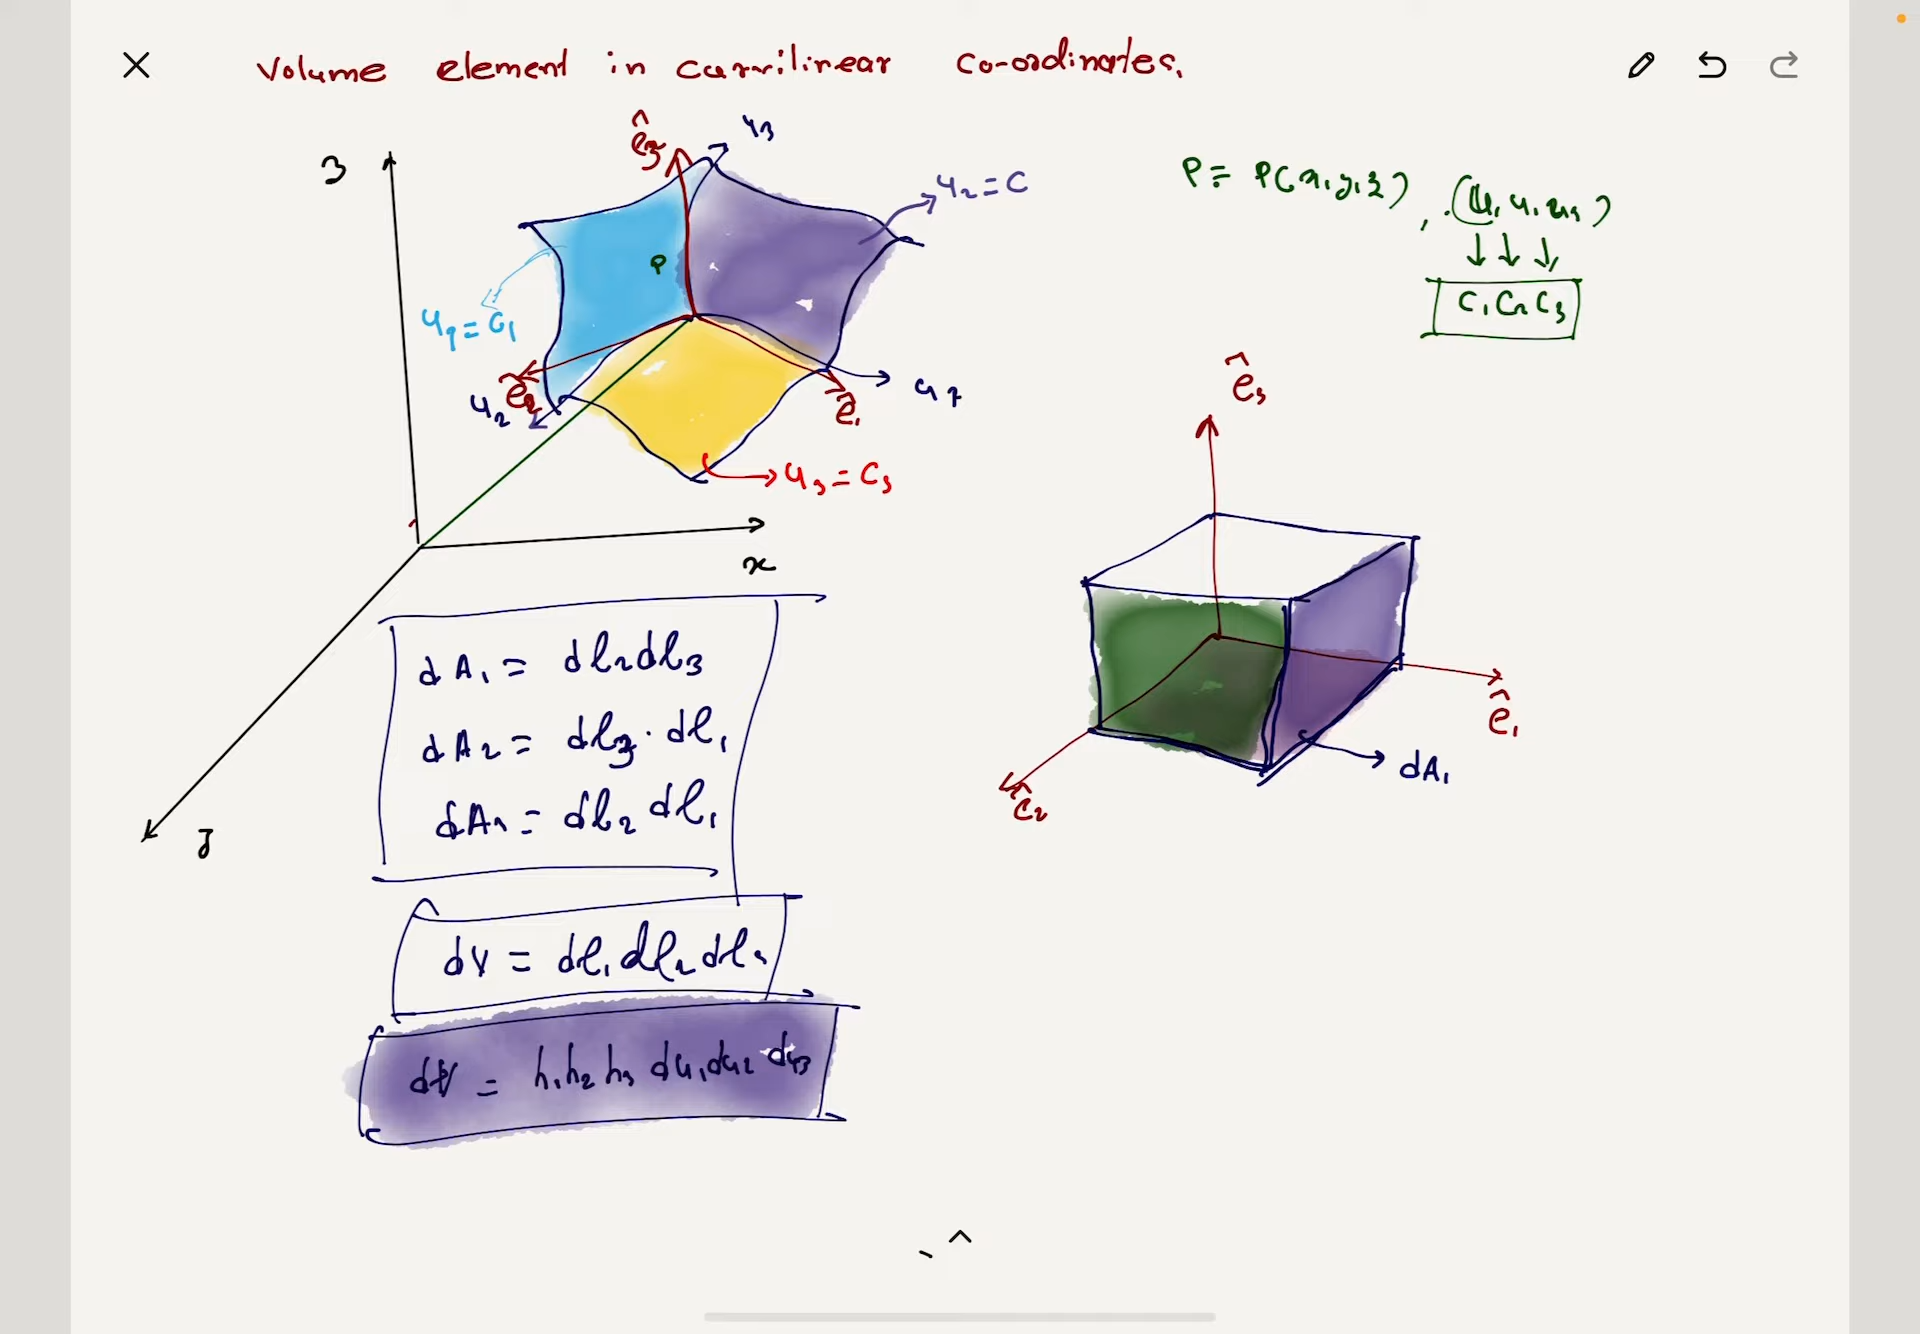 Volume element in curvilinear co-ordinates.
z
ê₃
u₃
u₂ = C
P = P(x, y, z), (u₁ u₂ u₃)
↓ ↓ ↓
C₁ C₂ C₃
P
u₁ = C₁
u₂
ê₂
ê₁
u₁
u₃ = C₃
x
y
ê₃
ê₁
ê₂
dA₁
dA₁ = dl₂ dl₃
dA₂ = dl₃ · dl₁
dA₃ = dl₂ dl₁
dV = dl₁ dl₂ dl₃
dV = h₁ h₂ h₃ du₁ du₂ du₃